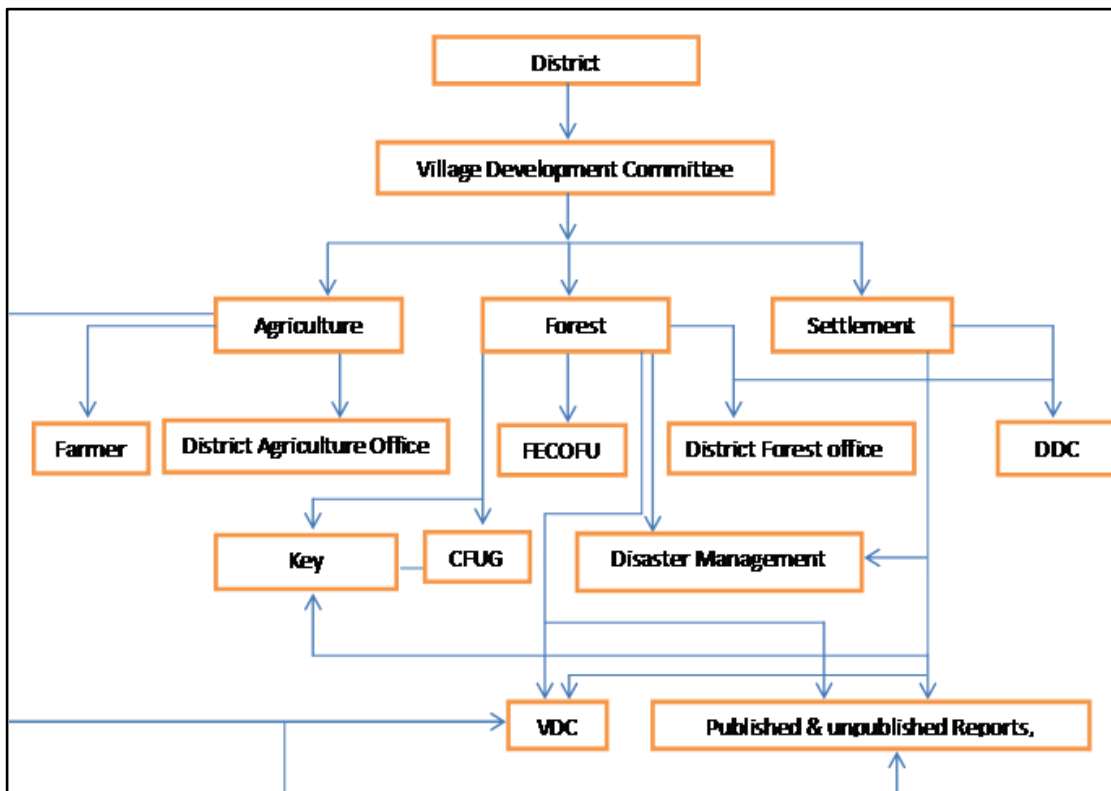 District
Village Development Committee
Agriculture
Forest
Settlement
Farmer
District Agriculture Office
FECOFU
District Forest office
DDC
Key
CFUG
Disaster Management
VDC
Published & unpublished Reports,